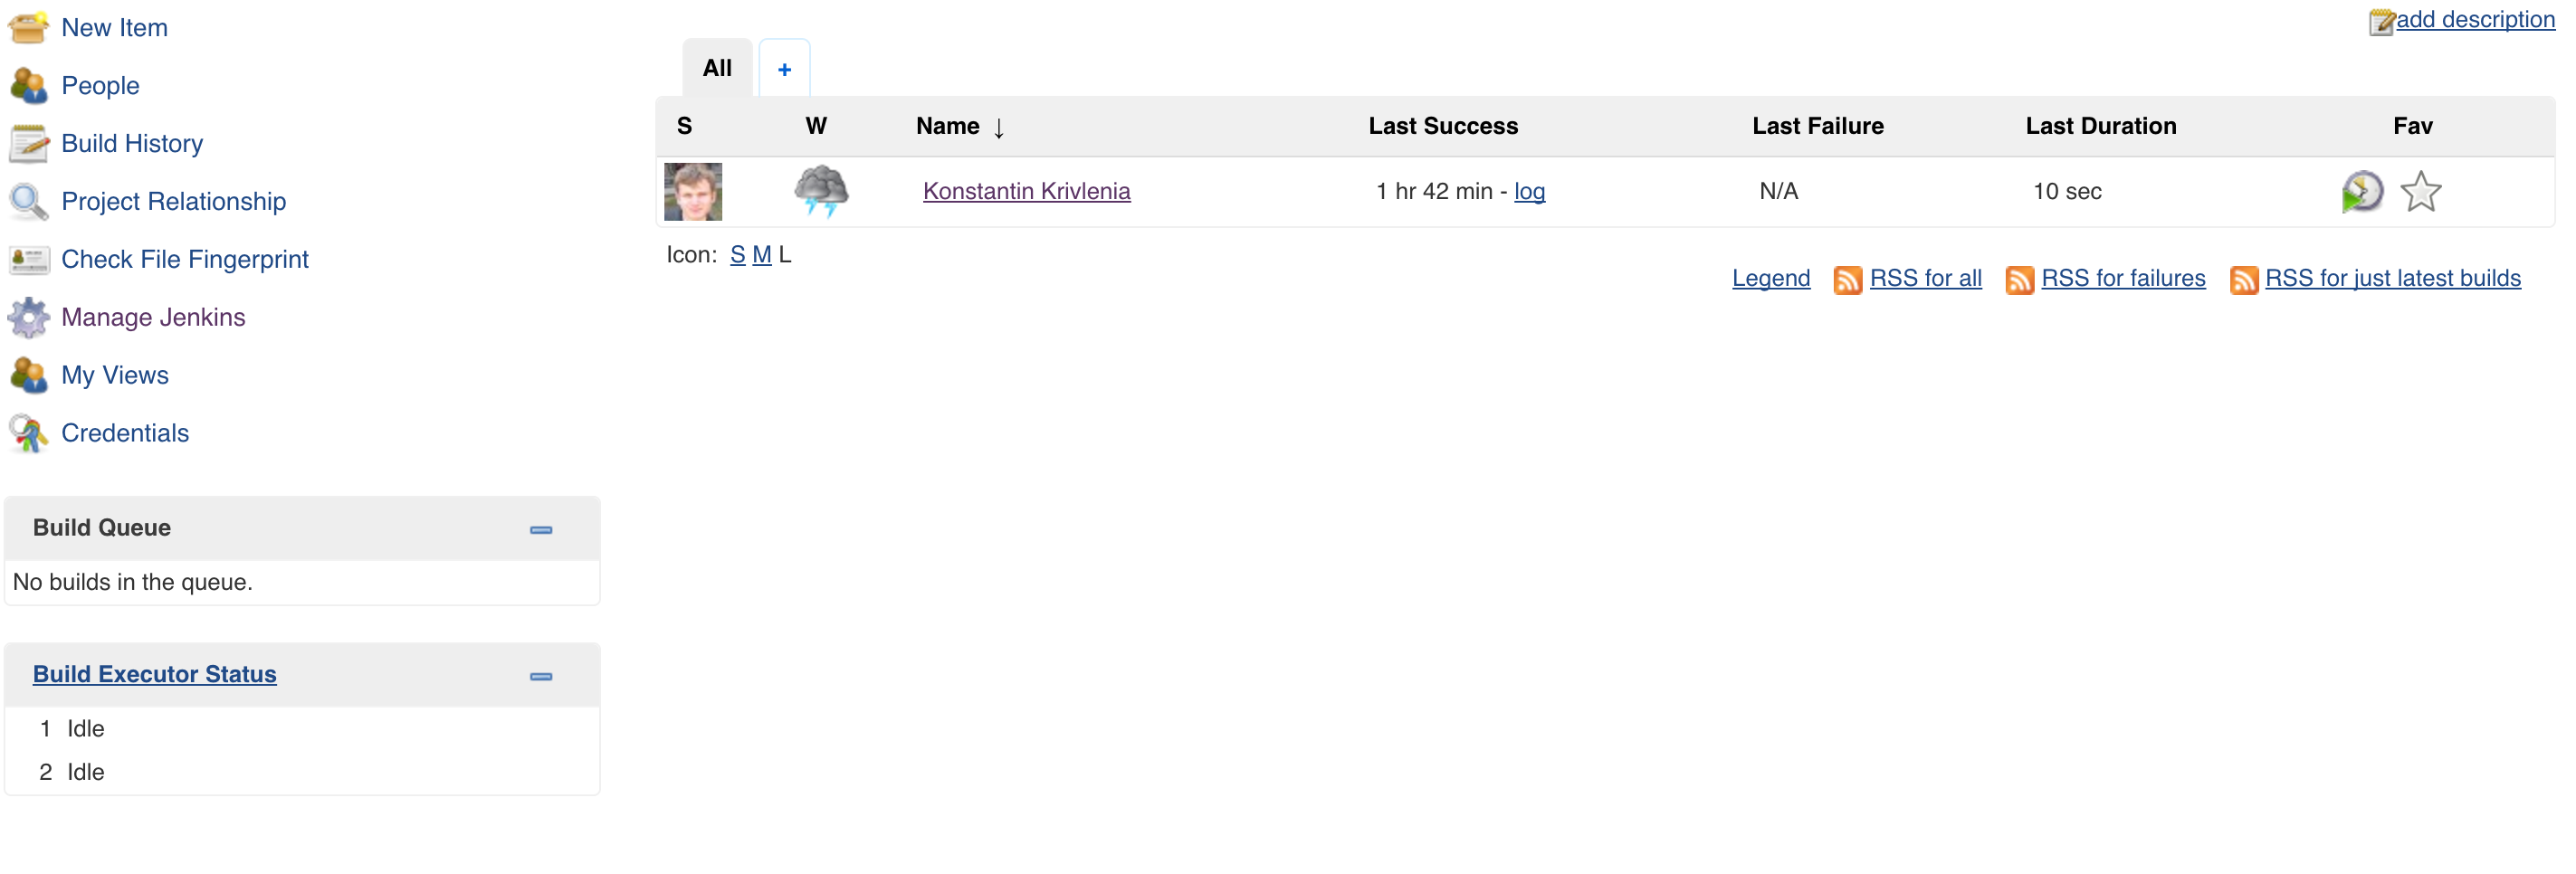 New Item
People
Build History
Project Relationship
Check File Fingerprint
Manage Jenkins
My Views
Credentials
Build Queue
No builds in the queue.
Build Executor Status
1 Idle
2 Idle
add description
All +
S W Name ↓ Last Success Last Failure Last Duration Fav
Konstantin Krivlenia 1 hr 42 min - log N/A 10 sec
Icon: S M L
Legend RSS for all RSS for failures RSS for just latest builds